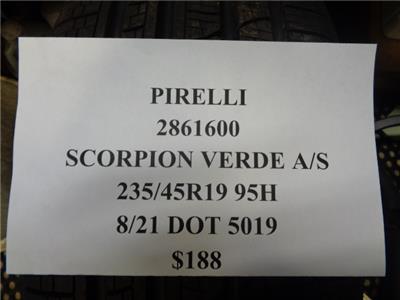 PIRELLI
2861600
SCORPION VERDE A/S
235/45R19 95H
8/21 DOT 5019
$188